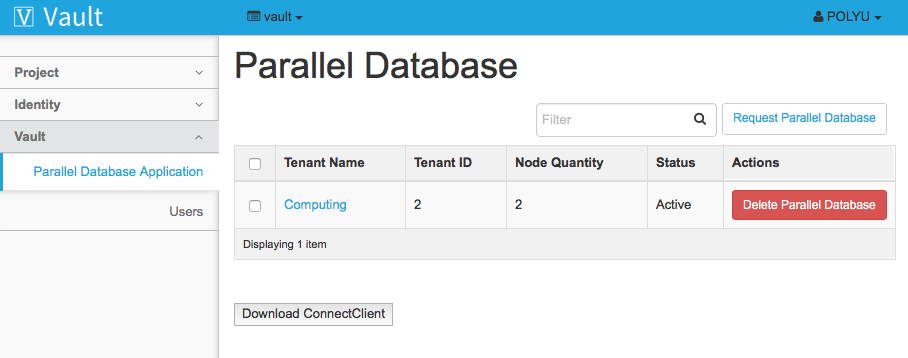 V Vault
vault
POLYU
Project
Identity
Vault
Parallel Database Application
Users
Parallel Database
Filter
Request Parallel Database
Tenant Name Tenant ID Node Quantity Status Actions
Computing 2 2 Active Delete Parallel Database
Displaying 1 item
Download ConnectClient